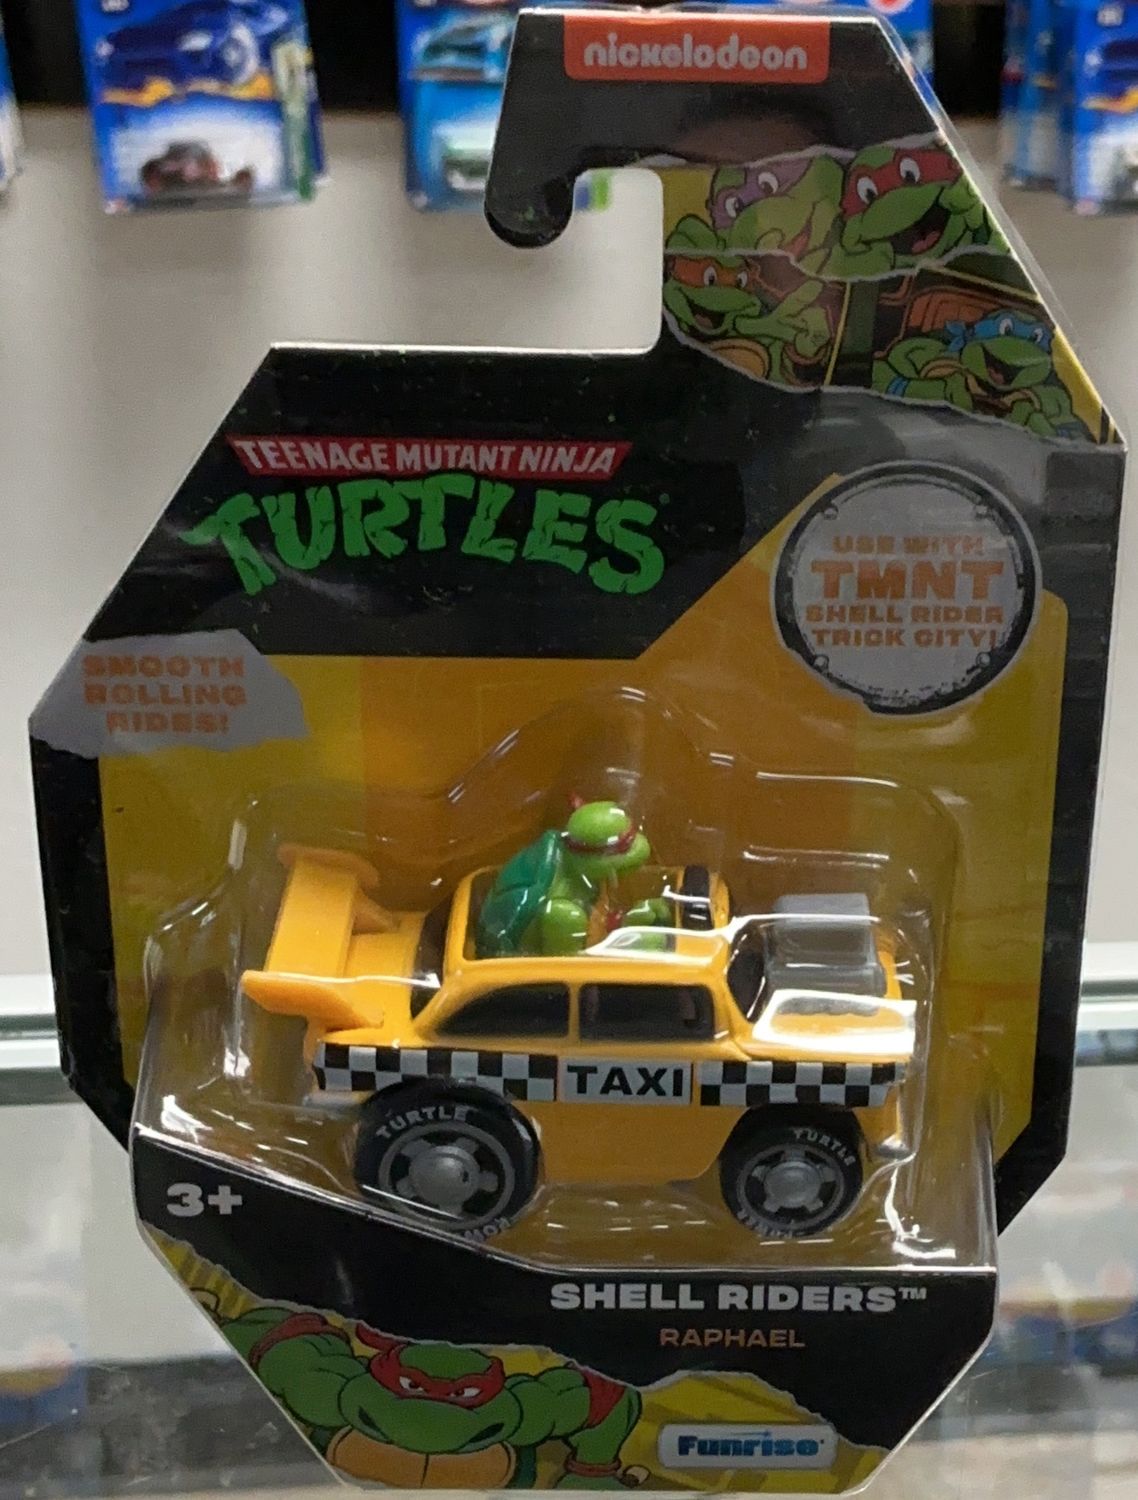 nickelodeon
TEENAGE MUTANT NINJA
TURTLES
USE WITH
TMNT
SHELL RIDER
TRICK CITY!
SMOOTH
ROLLING
RIDES!
TAXI
TURTLE
TURTLE
3+
SHELL RIDERS™
RAPHAEL
Funrise